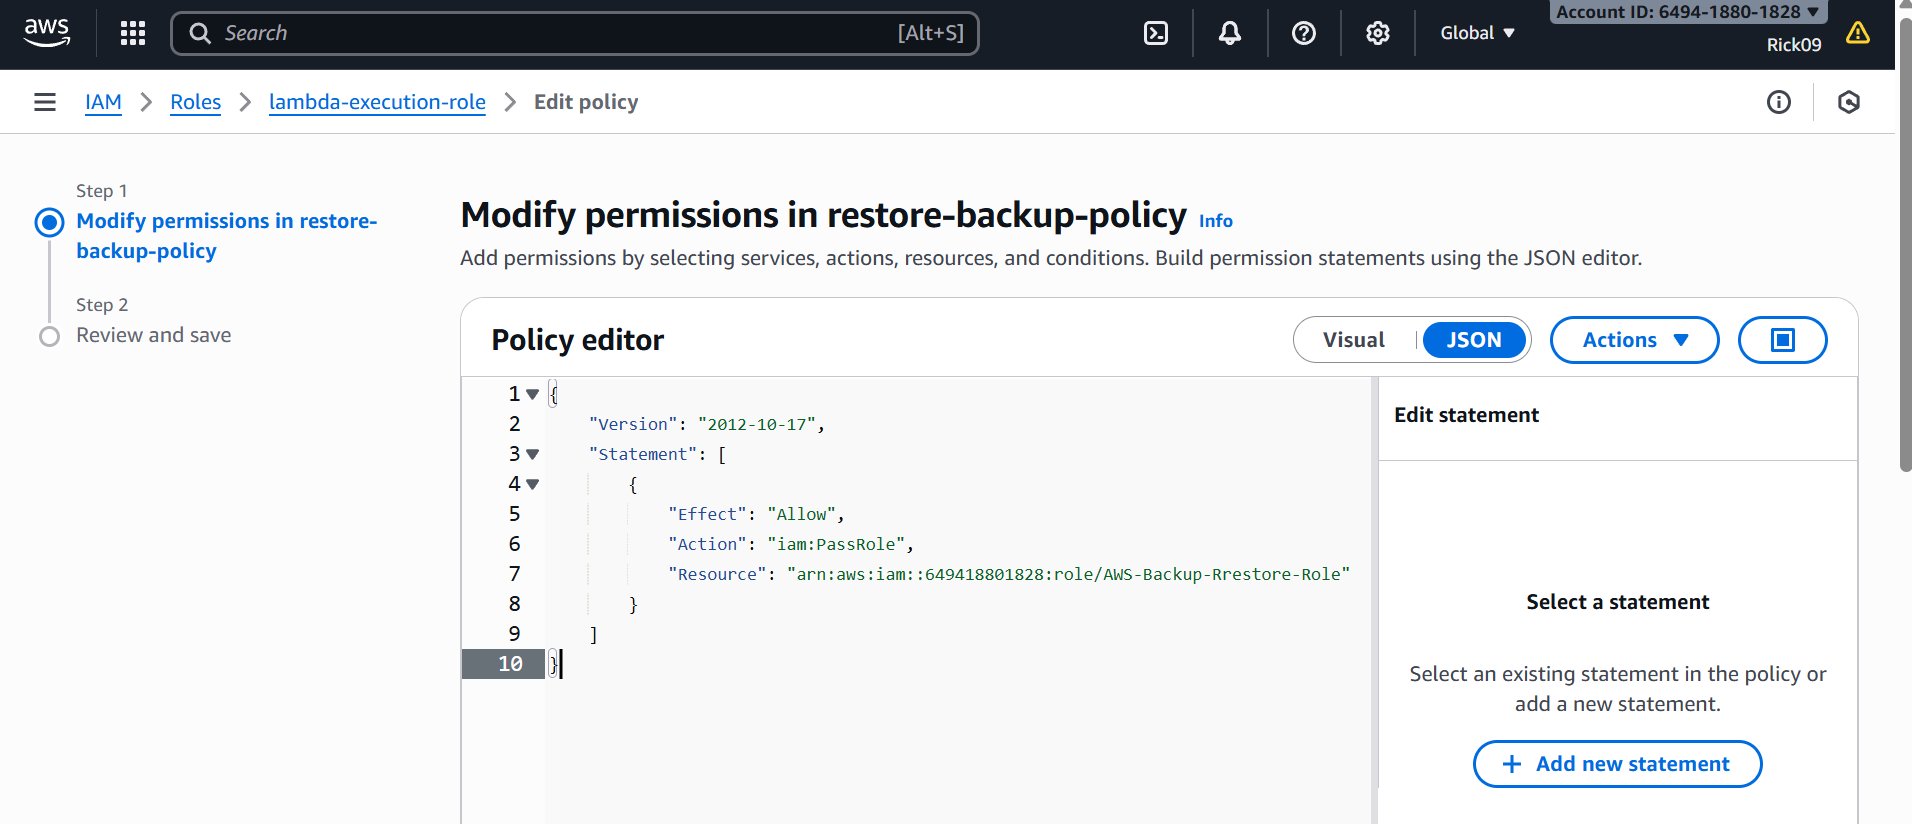 aws
Search
[Alt+S]
Global
Account ID: 6494-1880-1828
Rick09
IAM
Roles
lambda-execution-role
Edit policy
Step 1
Modify permissions in restore-
backup-policy
Step 2
Review and save
Modify permissions in restore-backup-policy Info
Add permissions by selecting services, actions, resources, and conditions. Build permission statements using the JSON editor.
Policy editor
Visual
JSON
Actions
1 {
2 "Version": "2012-10-17",
3 "Statement": [
4 {
5 "Effect": "Allow",
6 "Action": "iam:PassRole",
7 "Resource": "arn:aws:iam::649418801828:role/AWS-Backup-Rrestore-Role"
8 }
9 ]
10 }
Edit statement
Select a statement
Select an existing statement in the policy or
add a new statement.
+ Add new statement